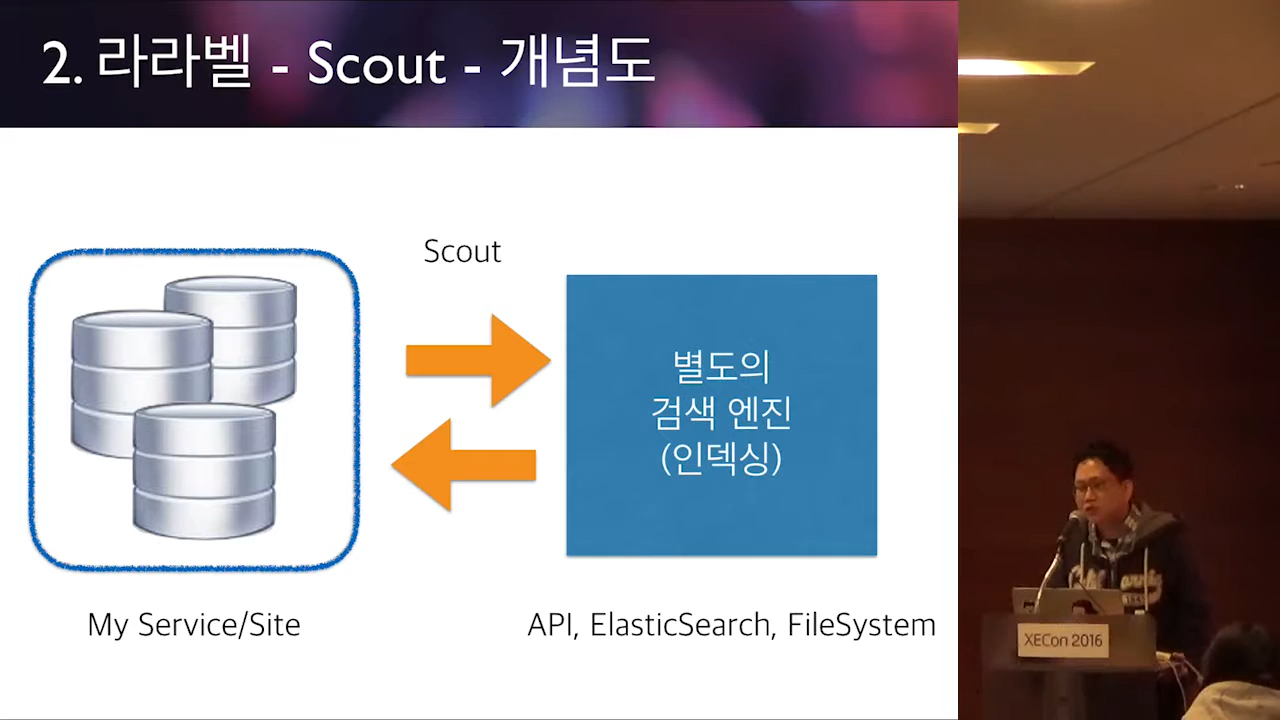 2. 라라벨 - Scout - 개념도
Scout
별도의
검색 엔진
(인덱싱)
My Service/Site
API, ElasticSearch, FileSystem
XECon 2016